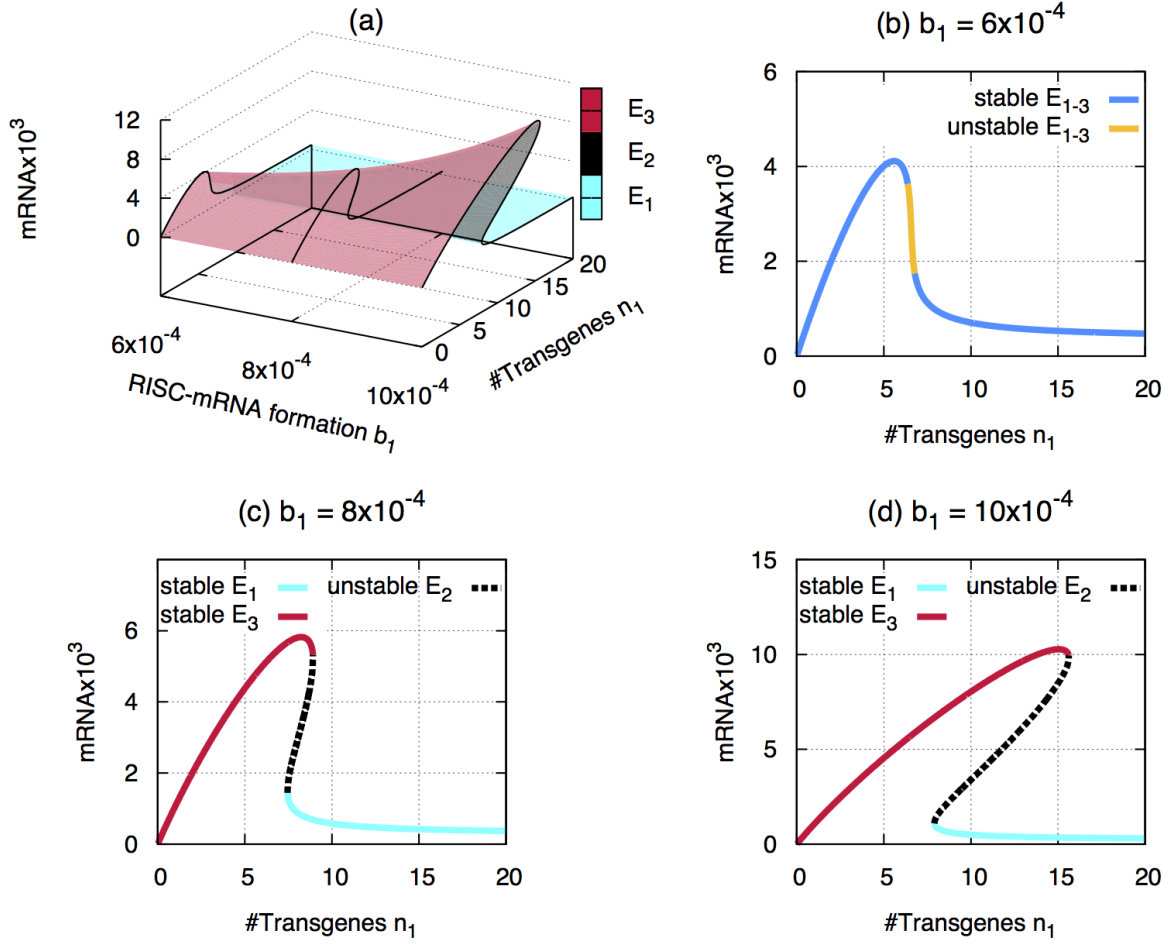 (a)
mRNAx10³
12
8
4
0
6x10⁻⁴
8x10⁻⁴
10x10⁻⁴
RISC-mRNA formation b₁
0
5
10
15
20
#Transgenes n₁
E₃
E₂
E₁
(b) b₁ = 6x10⁻⁴
stable E₁₋₃
unstable E₁₋₃
mRNAx10³
6
4
2
0
0 5 10 15 20
#Transgenes n₁
(c) b₁ = 8x10⁻⁴
stable E₁ unstable E₂
stable E₃
mRNAx10³
6
4
2
0
0 5 10 15 20
#Transgenes n₁
(d) b₁ = 10x10⁻⁴
stable E₁ unstable E₂
stable E₃
mRNAx10³
15
10
5
0
0 5 10 15 20
#Transgenes n₁